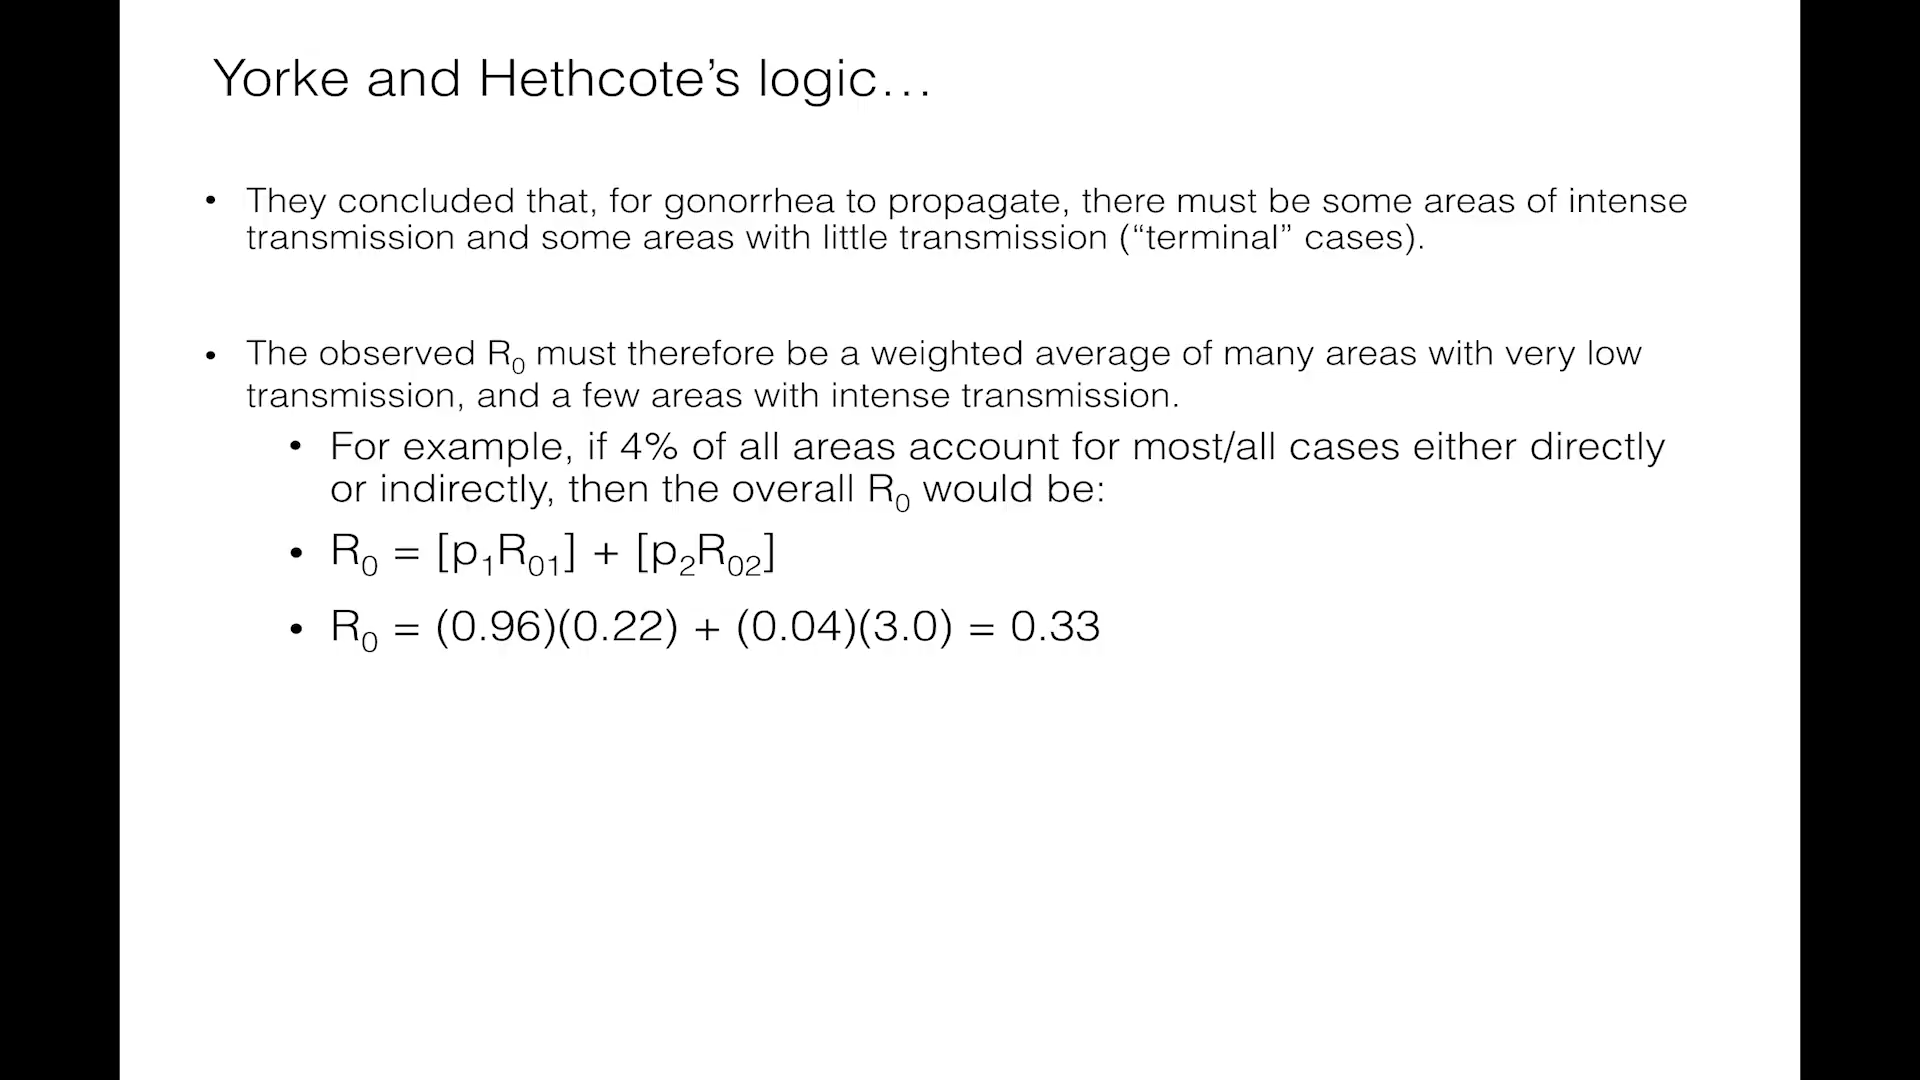 Yorke and Hethcote’s logic…
• They concluded that, for gonorrhea to propagate, there must be some areas of intense
transmission and some areas with little transmission (“terminal” cases).
• The observed R₀ must therefore be a weighted average of many areas with very low
transmission, and a few areas with intense transmission.
• For example, if 4% of all areas account for most/all cases either directly
or indirectly, then the overall R₀ would be:
• R₀ = [p₁R₀₁] + [p₂R₀₂]
• R₀ = (0.96)(0.22) + (0.04)(3.0) = 0.33